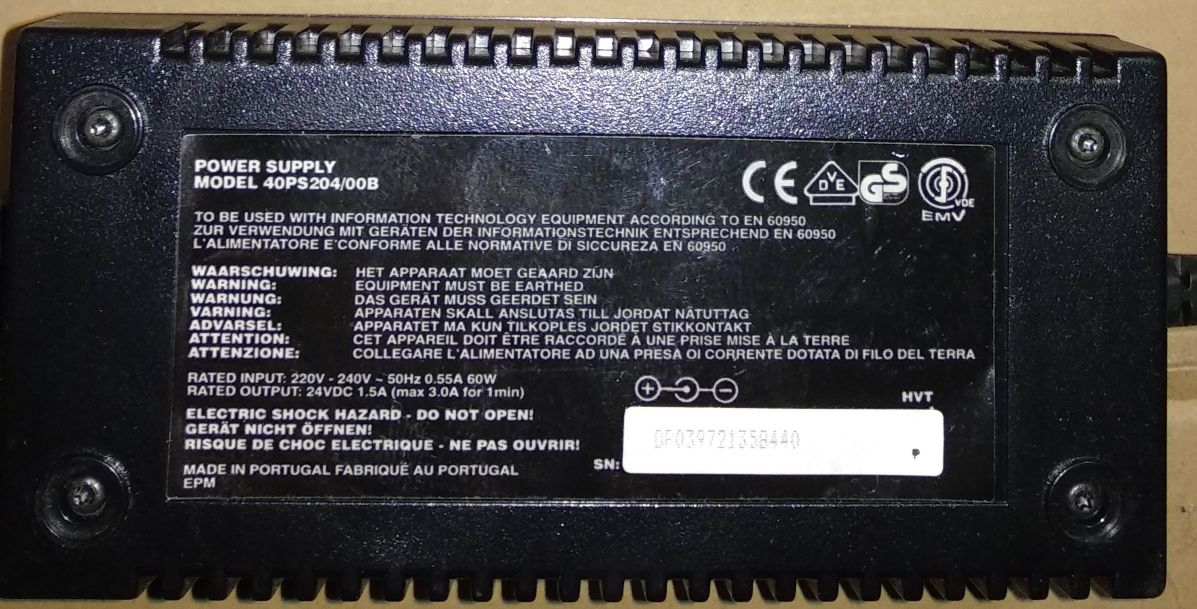 POWER SUPPLY
MODEL 40PS204/00B
CE
DVE
GS
VDE
EMV
TO BE USED WITH INFORMATION TECHNOLOGY EQUIPMENT ACCORDING TO EN 60950
ZUR VERWENDUNG MIT GERÄTEN DER INFORMATIONSTECHNIK ENTSPRECHEND EN 60950
L'ALIMENTATORE E'CONFORME ALLE NORMATIVE DI SICCUREZA EN 60950
WAARSCHUWING: HET APPARAAT MOET GEAARD ZIJN
WARNING: EQUIPMENT MUST BE EARTHED
WARNUNG: DAS GERÄT MUSS GEERDET SEIN
VARNING: APPARATEN SKALL ANSLUTAS TILL JORDAT NÄTUTTAG
ADVARSEL: APPARATET MA KUN TILKOPLES JORDET STIKKONTAKT
ATTENTION: CET APPAREIL DOIT ÊTRE RACCORDÉ À UNE PRISE MISE À LA TERRE
ATTENZIONE: COLLEGARE L'ALIMENTATORE AD UNA PRESA OI CORRENTE DOTATA DI FILO DEL TERRA
RATED INPUT: 220V - 240V ~ 50Hz 0.55A 60W
RATED OUTPUT: 24VDC 1.5A (max 3.0A for 1min)
HVT
ELECTRIC SHOCK HAZARD - DO NOT OPEN!
GERÄT NICHT ÖFFNEN!
RISQUE DE CHOC ELECTRIQUE - NE PAS OUVRIR!
SN: DP03972135B440
MADE IN PORTUGAL FABRIQUÉ AU PORTUGAL
EPM